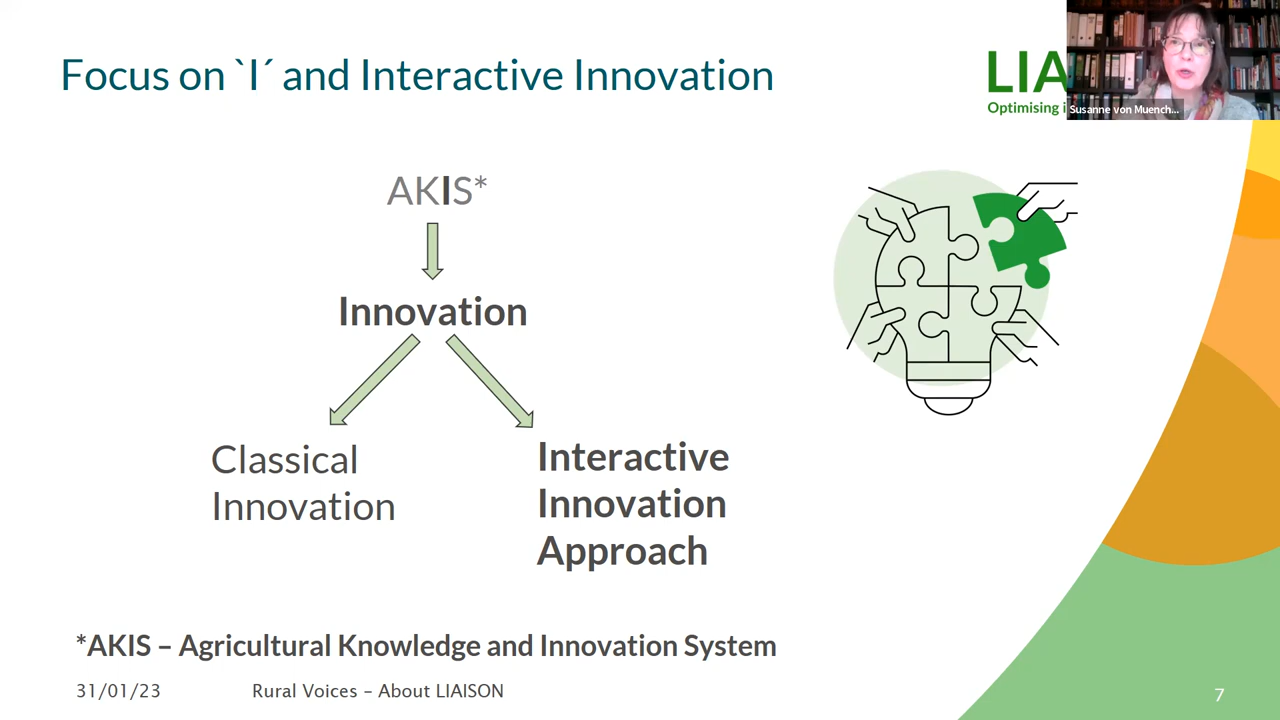 Focus on `I´ and Interactive Innovation
LIA
Optimising i
Susanne von Muench...
AKIS*
Innovation
Classical
Innovation
Interactive
Innovation
Approach
*AKIS – Agricultural Knowledge and Innovation System
31/01/23
Rural Voices – About LIAISON
7